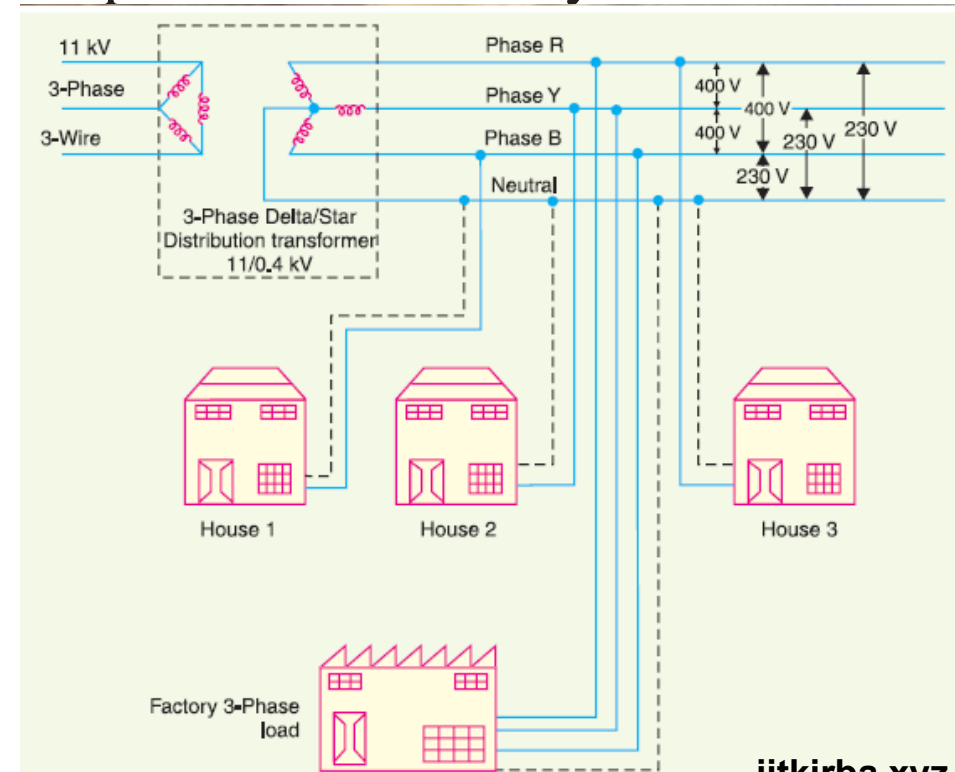 11 kV
3-Phase
3-Wire
3-Phase Delta/Star
Distribution transformer
11/0.4 kV
Phase R
Phase Y
Phase B
Neutral
400 V
400 V
400 V
230 V
230 V
230 V
House 1
House 2
House 3
Factory 3-Phase
load